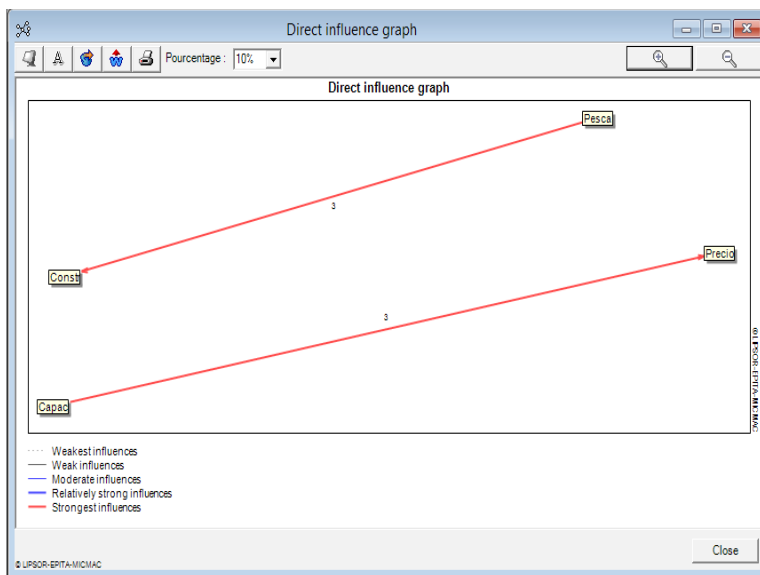 Direct influence graph
A
Pourcentage : 10%
Direct influence graph
Pesca
3
Precio
Const
3
Capac
© LIPSOR-EPITA-MICMAC
Weakest influences
Weak influences
Moderate influences
Relatively strong influences
Strongest influences
Close
© LIPSOR-EPITA-MICMAC